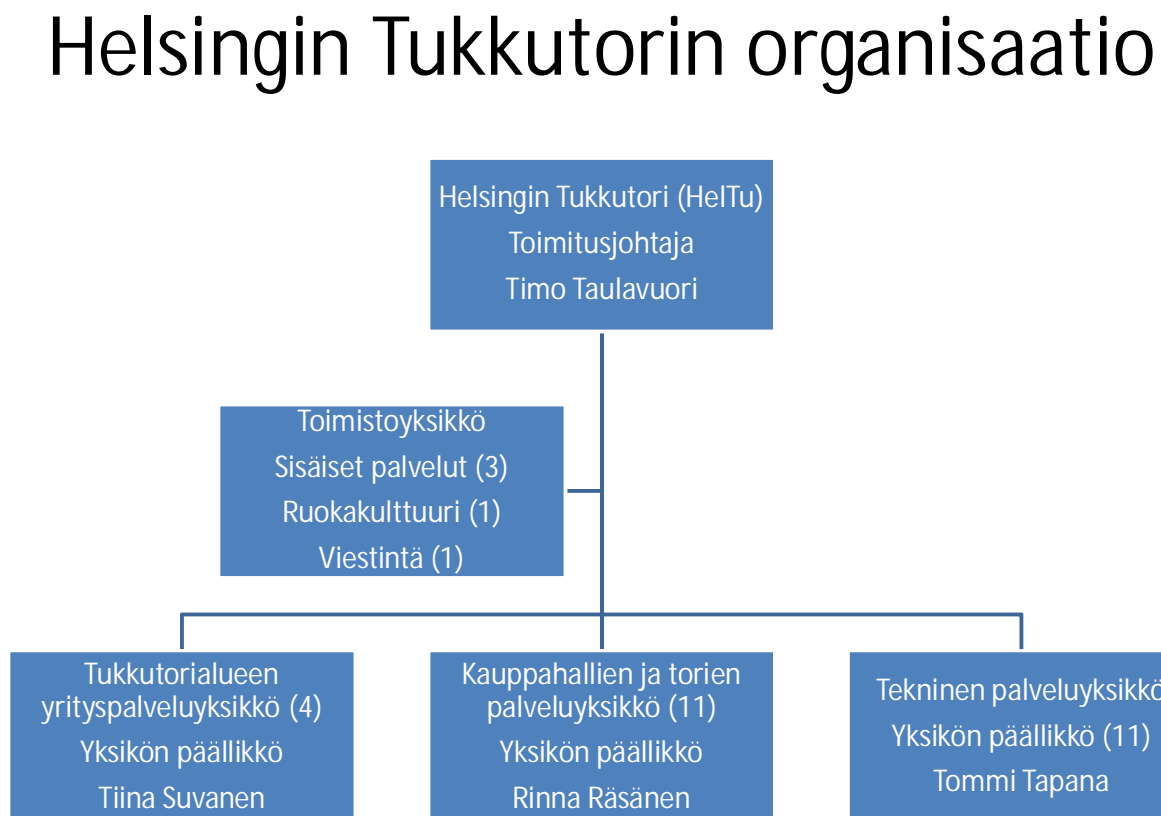 Helsingin Tukkutorin organisaatio
Helsingin Tukkutori (HelTu)
Toimitusjohtaja
Timo Taulavuori
Toimistoyksikkö
Sisäiset palvelut (3)
Ruokakulttuuri (1)
Viestintä (1)
Tukkutorialueen
yrityspalveluyksikkö (4)
Yksikön päällikkö
Tiina Suvanen
Kauppahallien ja torien
palveluyksikkö (11)
Yksikön päällikkö
Rinna Räsänen
Tekninen palveluyksikkö
Yksikön päällikkö (11)
Tommi Tapana